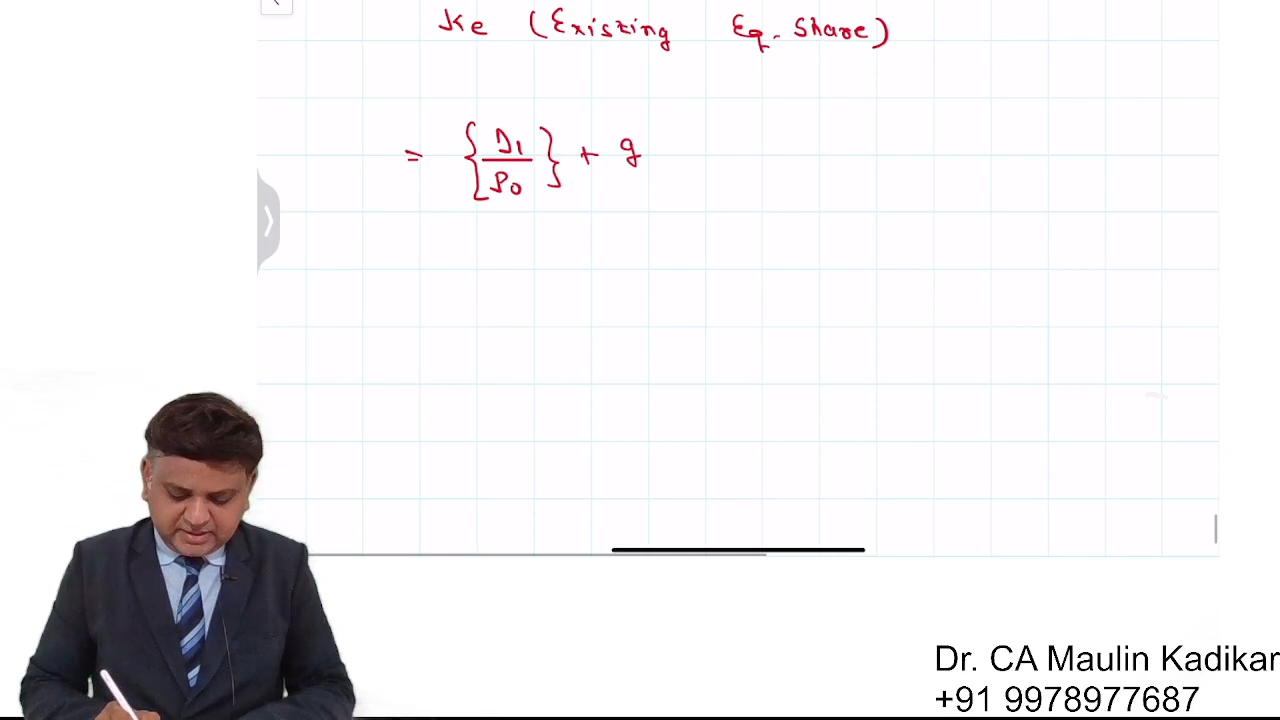 Ke (Existing Eq. Share)
= { D1 / P0 } + g
Dr. CA Maulin Kadikar
+91 9978977687